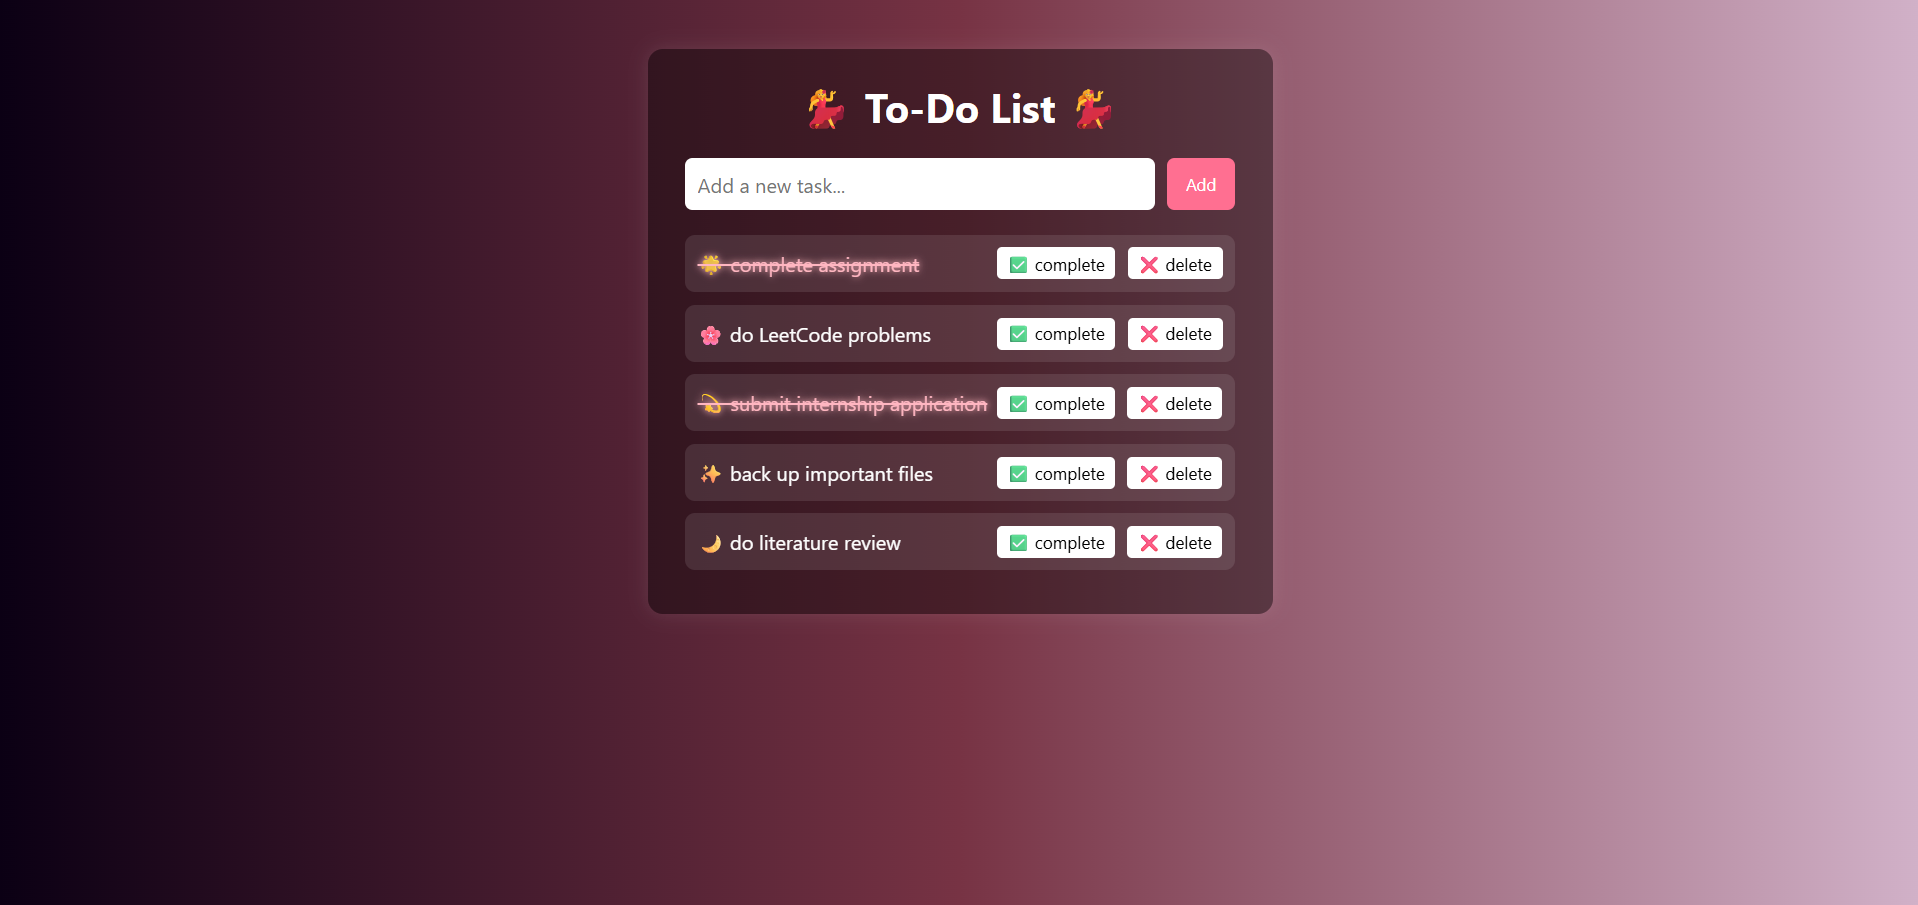 💃 To-Do List 💃
Add a new task...
Add
🌟 complete assignment ✅ complete ❌ delete
🌸 do LeetCode problems ✅ complete ❌ delete
💫 submit internship application ✅ complete ❌ delete
✨ back up important files ✅ complete ❌ delete
🌙 do literature review ✅ complete ❌ delete